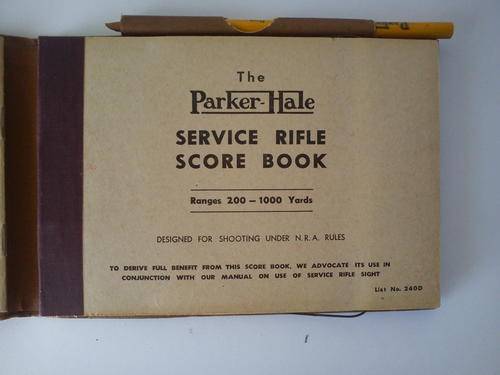 The
Parker-Hale
SERVICE RIFLE
SCORE BOOK
Ranges 200 — 1000 Yards
DESIGNED FOR SHOOTING UNDER N.R.A. RULES
TO DERIVE FULL BENEFIT FROM THIS SCORE BOOK, WE ADVOCATE ITS USE IN
CONJUNCTION WITH OUR MANUAL ON USE OF SERVICE RIFLE SIGHT
List No. 240D